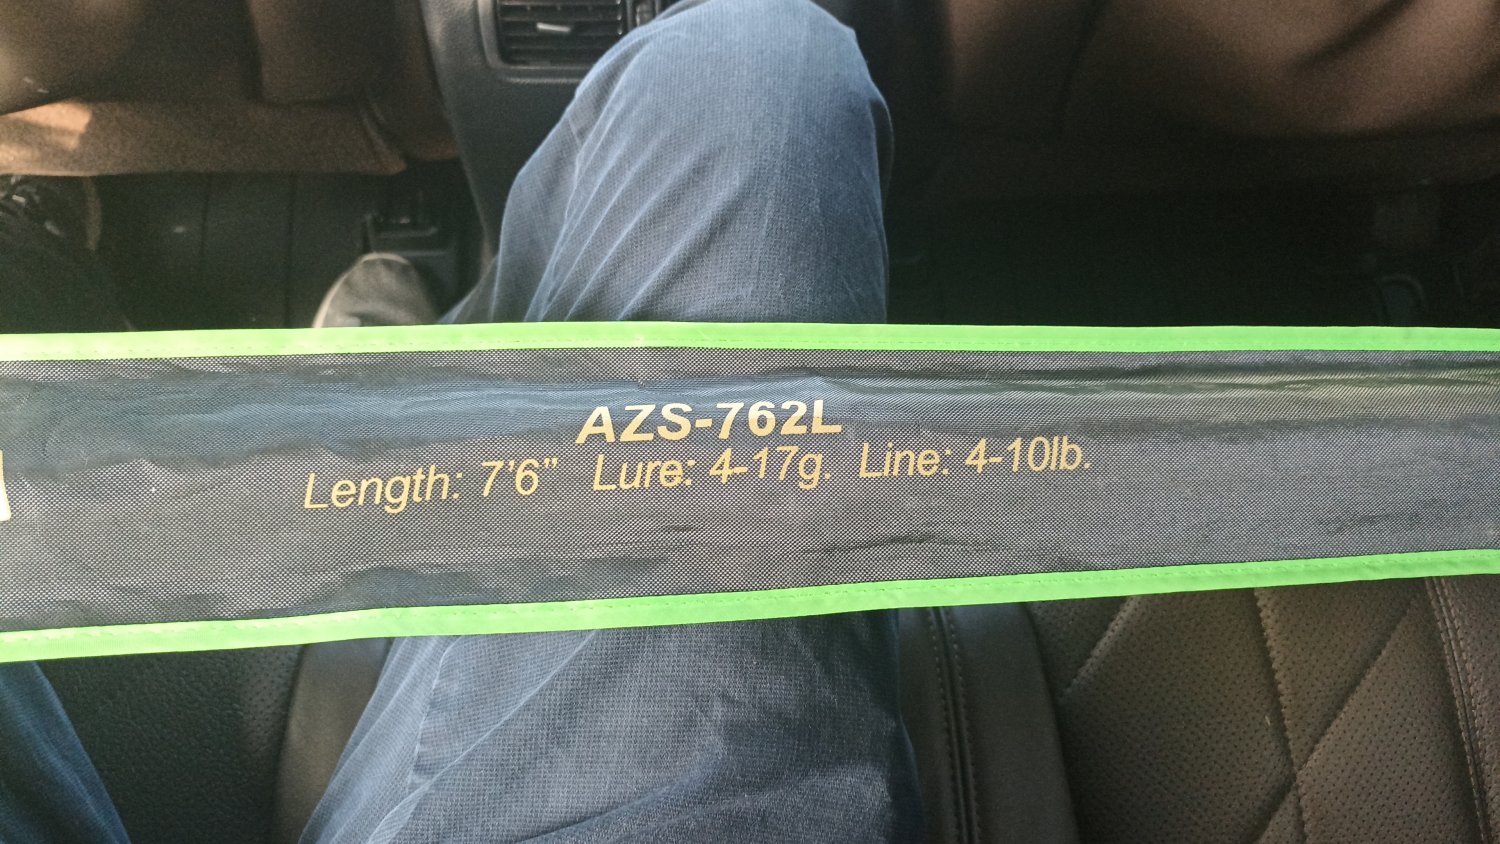 AZS-762L
Length: 7’6” Lure: 4-17g. Line: 4-10lb.